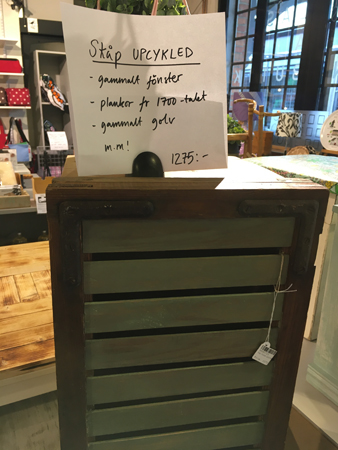 Skåp UPCYKLED
- gammalt fönster
- plankor fr 1700-talet
- gammalt golv
m.m!
1275:-